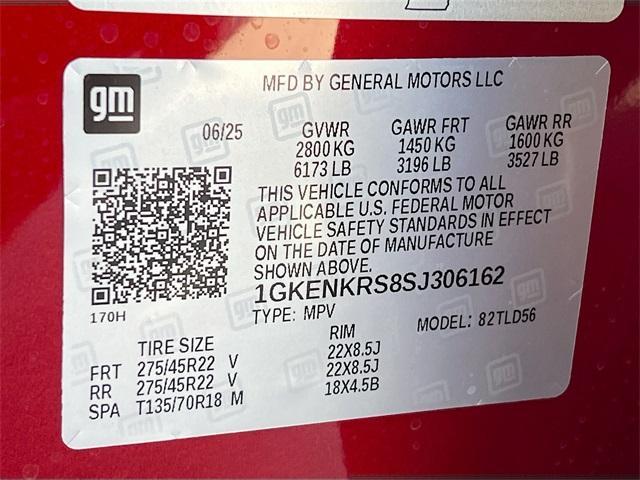 gm
MFD BY GENERAL MOTORS LLC
06/25 GVWR GAWR FRT GAWR RR
2800 KG 1450 KG 1600 KG
6173 LB 3196 LB 3527 LB
THIS VEHICLE CONFORMS TO ALL
APPLICABLE U.S. FEDERAL MOTOR
VEHICLE SAFETY STANDARDS IN EFFECT
ON THE DATE OF MANUFACTURE
SHOWN ABOVE.
1GKENKRS8SJ306162
170H
TYPE: MPV MODEL: 82TLD56
TIRE SIZE RIM
FRT 275/45R22 V 22X8.5J
RR 275/45R22 V 22X8.5J
SPA T135/70R18 M 18X4.5B